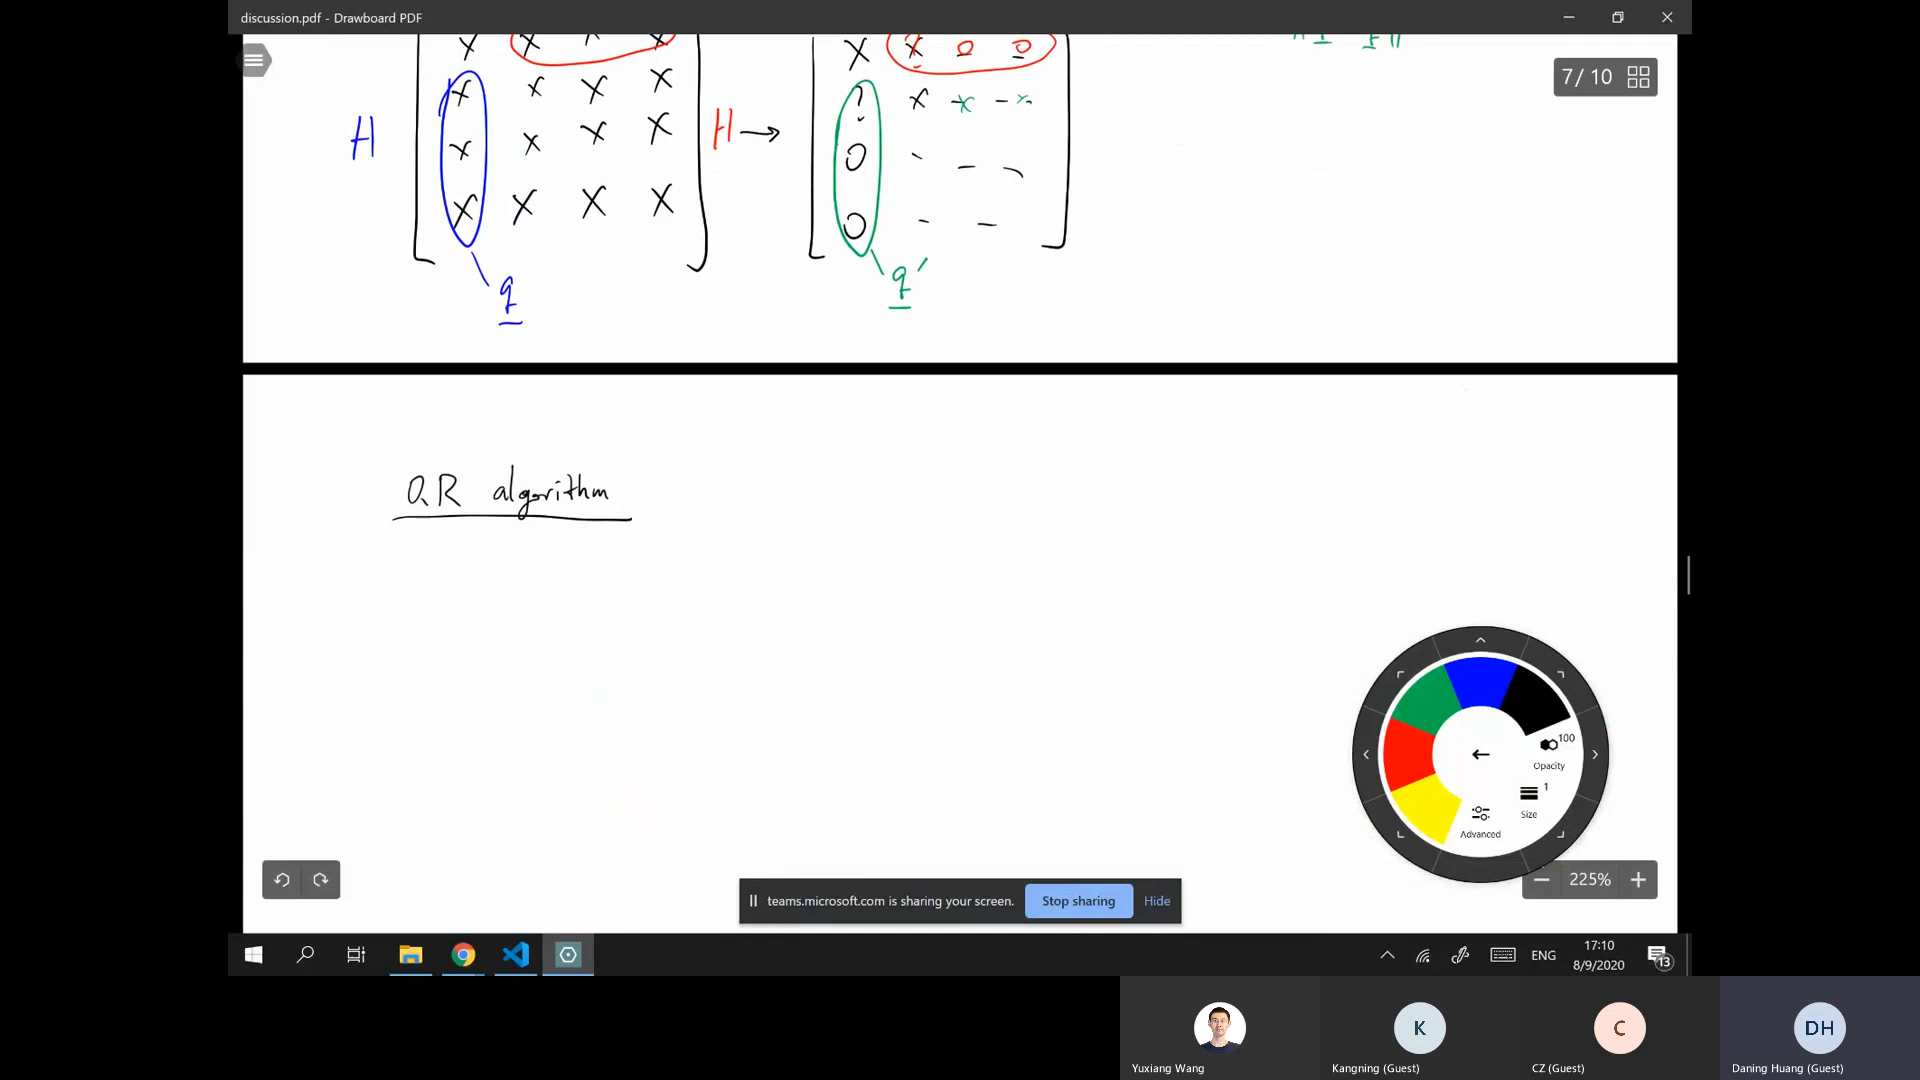 discussion.pdf - Drawboard PDF
7 / 10
X X X
X X O O
X X X X
? X X - X -
H
H →
X X X X
O - - -
X X X X
O - -
q
q′
QR algorithm
100
Opacity
1
Size
Advanced
225%
teams.microsoft.com is sharing your screen.
Stop sharing
Hide
ENG
17:10
8/9/2020
13
K
C
DH
Yuxiang Wang
Kangning (Guest)
CZ (Guest)
Daning Huang (Guest)